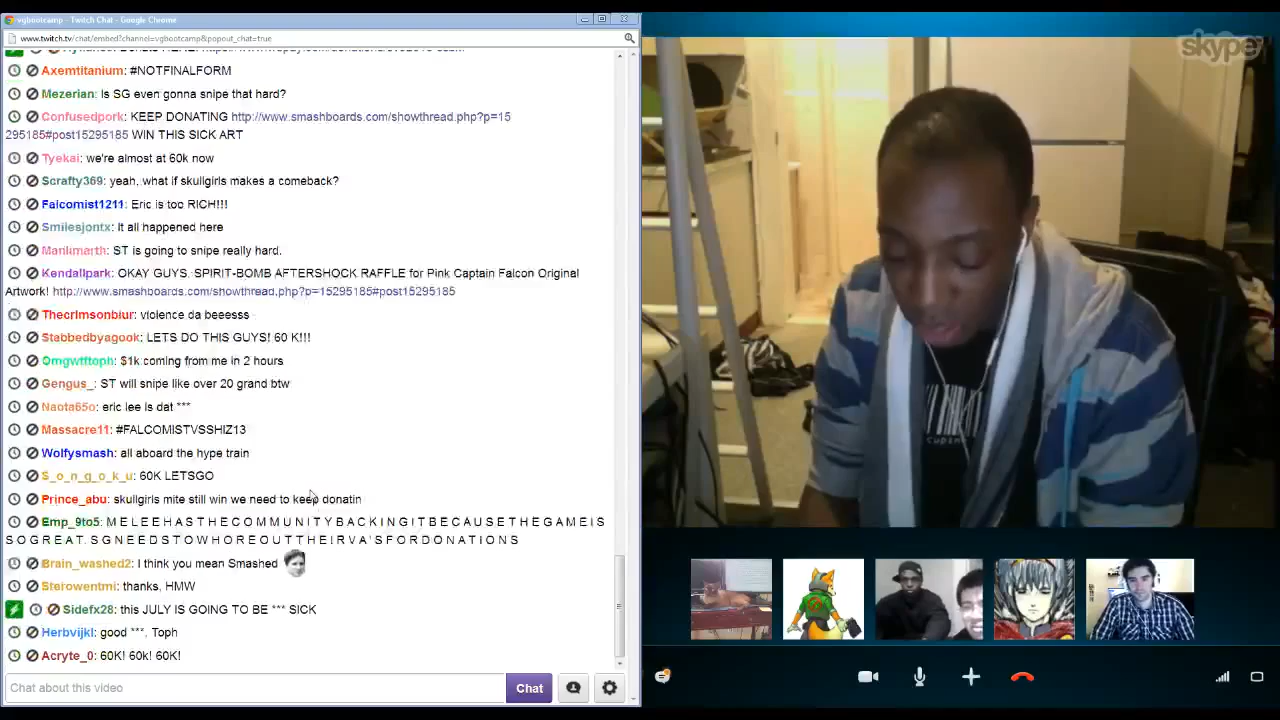 vgbootcamp - Twitch Chat - Google Chrome
www.twitch.tv/chat/embed?channel=vgbootcamp&popout_chat=true
Axemtitanium: #NOTFINALFORM
Mezerian: Is SG even gonna snipe that hard?
Confusedpork: KEEP DONATING http://www.smashboards.com/showthread.php?p=15
295185#post15295185 WIN THIS SICK ART
Tyekai: we're almost at 60k now
Scrafty369: yeah, what if skullgirls makes a comeback?
Falcomist1211: Eric is too RICH!!!
Smilesjontx: It all happened here
Marilimarth: ST is going to snipe really hard.
Kendallpark: OKAY GUYS. SPIRIT-BOMB AFTERSHOCK RAFFLE for Pink Captain Falcon Original
Artwork! http://www.smashboards.com/showthread.php?p=15295185#post15295185
Thecrimsonblur: violence da beeesss
Stabbedbyagook: LETS DO THIS GUYS! 60 K!!!
Omgwtftoph: $1k coming from me in 2 hours
Gengus_: ST will snipe like over 20 grand btw
Naota65o: eric lee is dat ***
Massacre11: #FALCOMISTVSSHIZ13
Wolfysmash: all aboard the hype train
S_o_n_g_o_k_u: 60K LETSGO
Prince_abu: skullgirls mite still win we need to keep donatin
Emp_9to5: M E L E E H A S T H E C O M M U N I T Y B A C K I N G I T B E C A U S E T H E G A M E I S
S O G R E A T. S G N E E D S T O W H O R E O U T T H E I R V A 'S F O R D O N A T I O N S
Brain_washed2: I think you mean Smashed
Sterowentmi: thanks, HMW
Sidefx28: this JULY IS GOING TO BE *** SICK
Herbvijkl: good ***, Toph
Acryte_0: 60K! 60k! 60K!
Chat about this video
Chat
skype